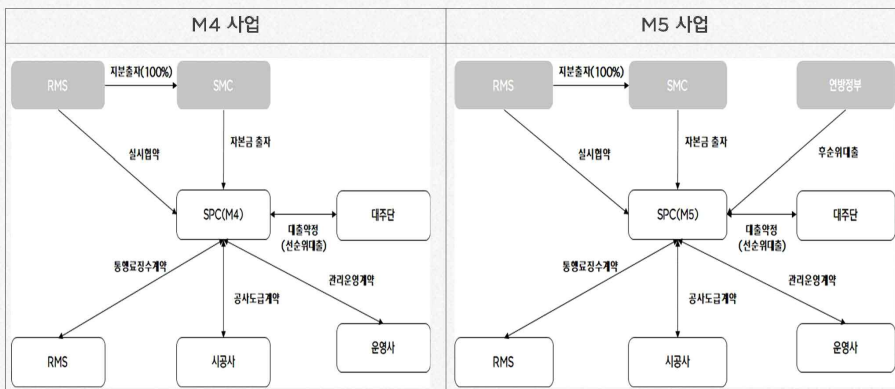 M4 사업
M5 사업
RMS
지분출자(100%)
SMC
실시협약
자본금 출자
SPC(M4)
대출약정
(선순위대출)
대주단
통행료징수계약
공사도급계약
관리운영계약
RMS
시공사
운영사
RMS
지분출자(100%)
SMC
연방정부
실시협약
자본금 출자
후순위대출
SPC(M5)
대출약정
(선순위대출)
대주단
통행료징수계약
공사도급계약
관리운영계약
RMS
시공사
운영사